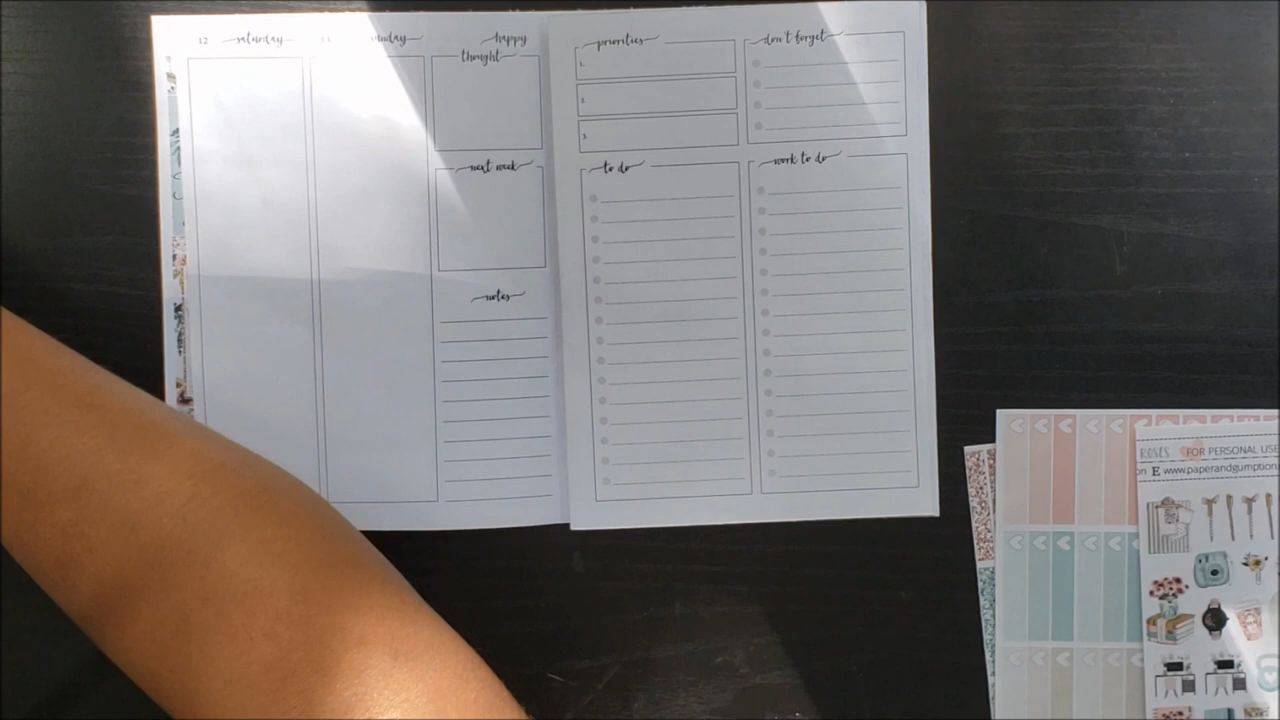 12 saturday
happy
thought
next week
notes
priorities
1.
2.
3.
don't forget
to do
work to do
ROSES FOR PERSONAL USE
on E www.paperandgumption